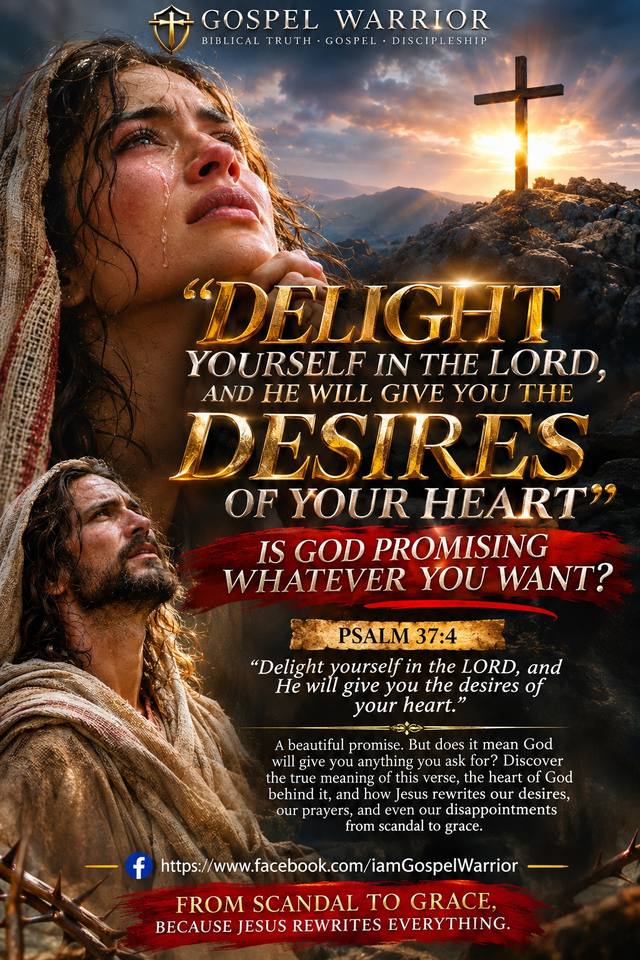 GOSPEL WARRIOR
BIBLICAL TRUTH · GOSPEL · DISCIPLESHIP
“DELIGHT
YOURSELF IN THE LORD,
AND HE WILL GIVE YOU THE
DESIRES
OF YOUR HEART”
IS GOD PROMISING
WHATEVER YOU WANT?
PSALM 37:4
“Delight yourself in the LORD, and
He will give you the desires of
your heart.”
A beautiful promise. But does it mean God
will give you anything you ask for? Discover
the true meaning of this verse, the heart of God
behind it, and how Jesus rewrites our desires,
our prayers, and even our disappointments
from scandal to grace.
https://www.facebook.com/iamGospelWarrior
FROM SCANDAL TO GRACE,
BECAUSE JESUS REWRITES EVERYTHING.